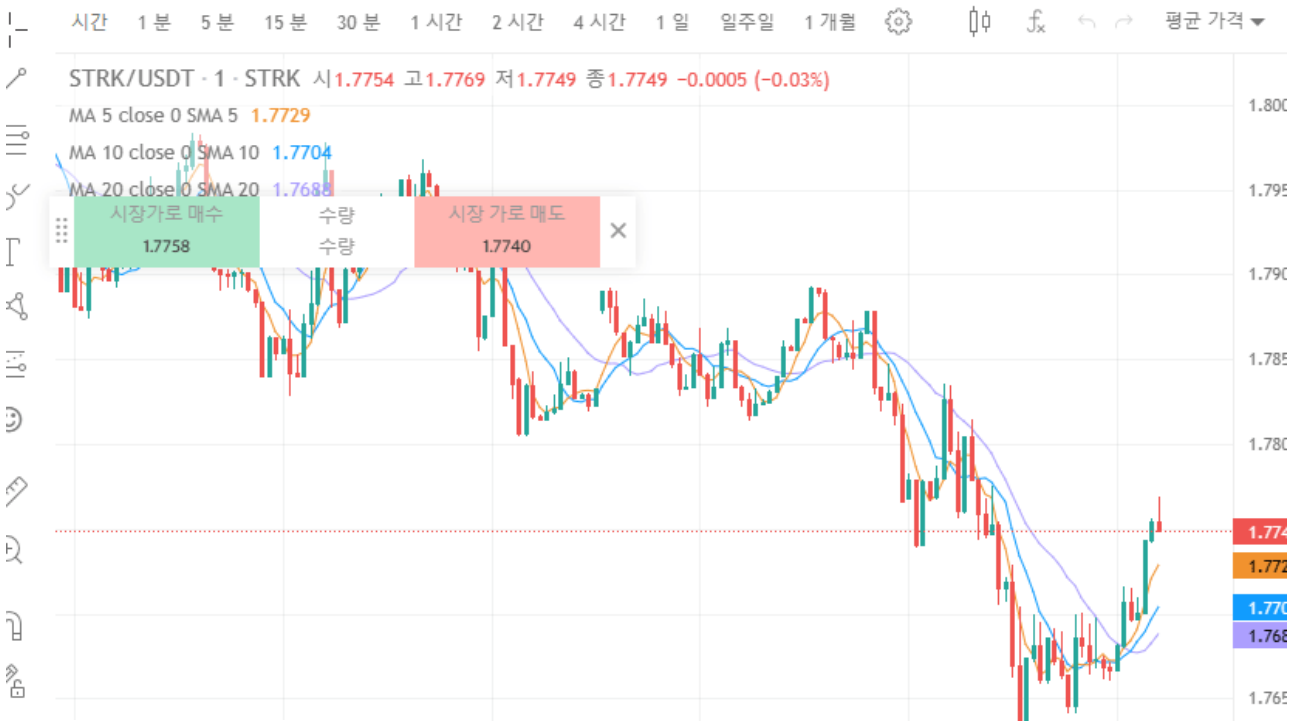 시간 1 분 5 분 15 분 30 분 1 시간 2 시간 4 시간 1 일 일주일 1 개월 평균 가격
STRK/USDT · 1 · STRK 시1.7754 고1.7769 저1.7749 종1.7749 −0.0005 (−0.03%)
MA 5 close 0 SMA 5 1.7729
MA 10 close 0 SMA 10 1.7704
MA 20 close 0 SMA 20 1.7688
시장가로 매수 수량 시장 가로 매도
1.7758 수량 1.7740
1.800
1.795
1.790
1.785
1.780
1.774
1.772
1.770
1.768
1.765